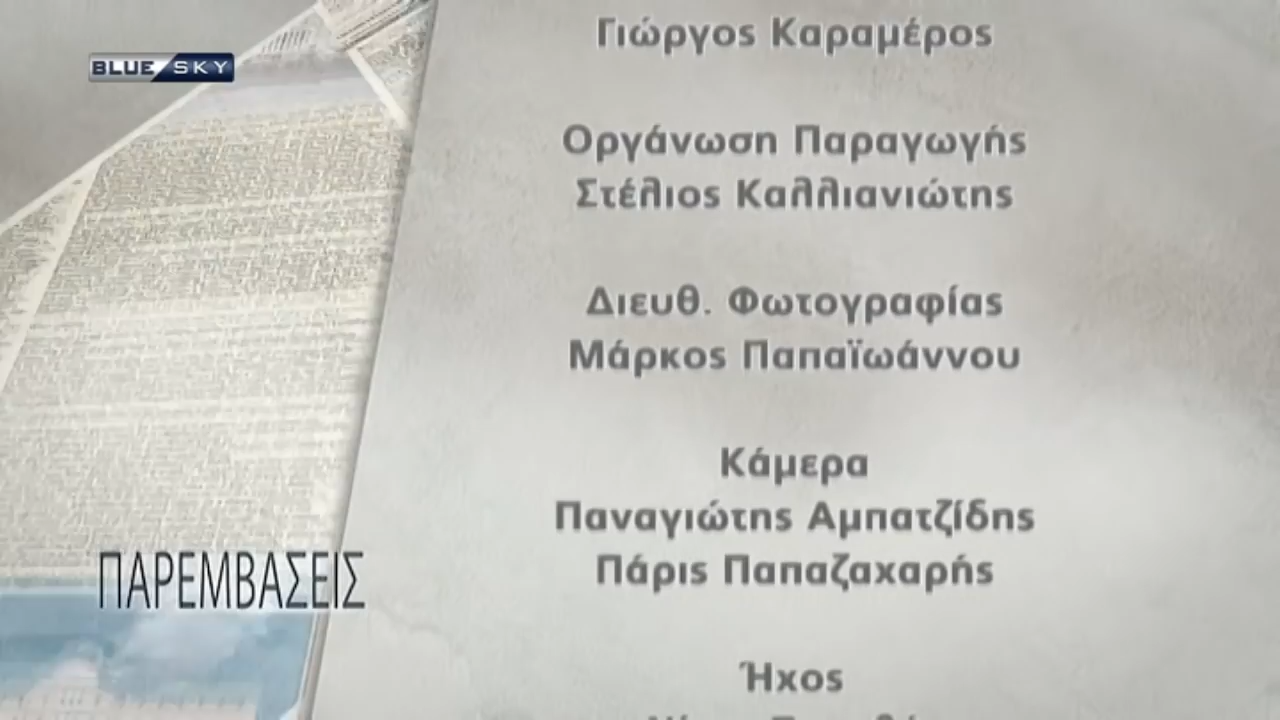 BLUE SKY
Γιώργος Καραμέρος
Οργάνωση Παραγωγής
Στέλιος Καλλιανιώτης
Διευθ. Φωτογραφίας
Μάρκος Παπαϊωάννου
Κάμερα
Παναγιώτης Αμπατζίδης
Πάρις Παπαζαχαρής
ΠΑΡΕΜΒΑΣΕΙΣ
Ήχος